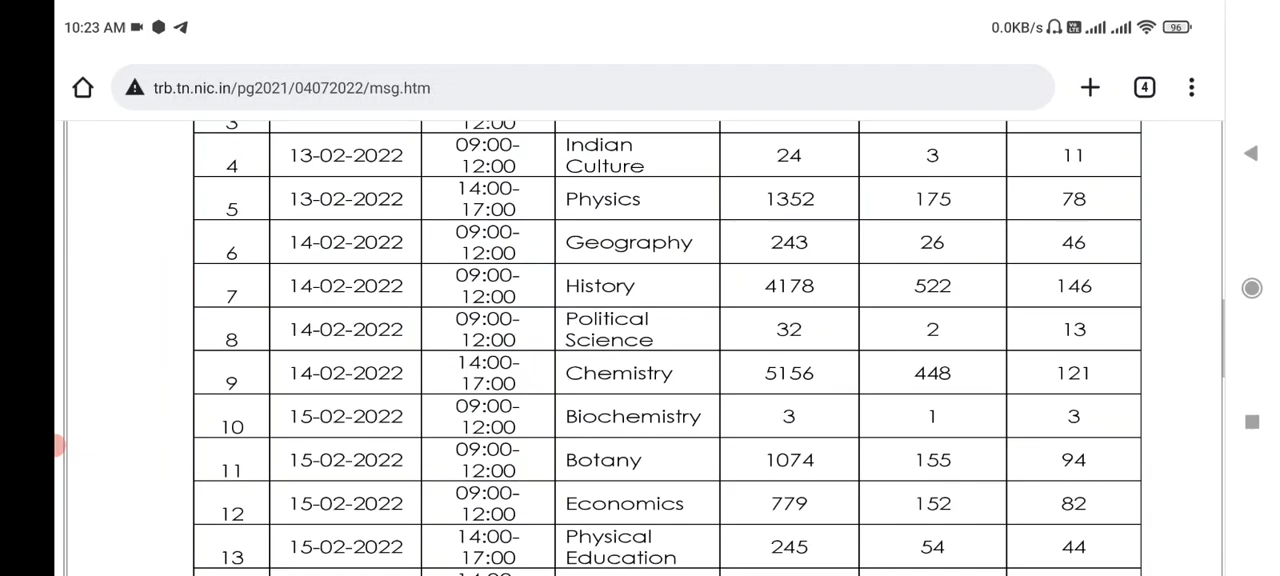 10:23 AM
0.0KB/s 96
trb.tn.nic.in/pg2021/04072022/msg.htm
4
3 12:00
4 13-02-2022 09:00-12:00 Indian Culture 24 3 11
5 13-02-2022 14:00-17:00 Physics 1352 175 78
6 14-02-2022 09:00-12:00 Geography 243 26 46
7 14-02-2022 09:00-12:00 History 4178 522 146
8 14-02-2022 09:00-12:00 Political Science 32 2 13
9 14-02-2022 14:00-17:00 Chemistry 5156 448 121
10 15-02-2022 09:00-12:00 Biochemistry 3 1 3
11 15-02-2022 09:00-12:00 Botany 1074 155 94
12 15-02-2022 09:00-12:00 Economics 779 152 82
13 15-02-2022 14:00-17:00 Physical Education 245 54 44